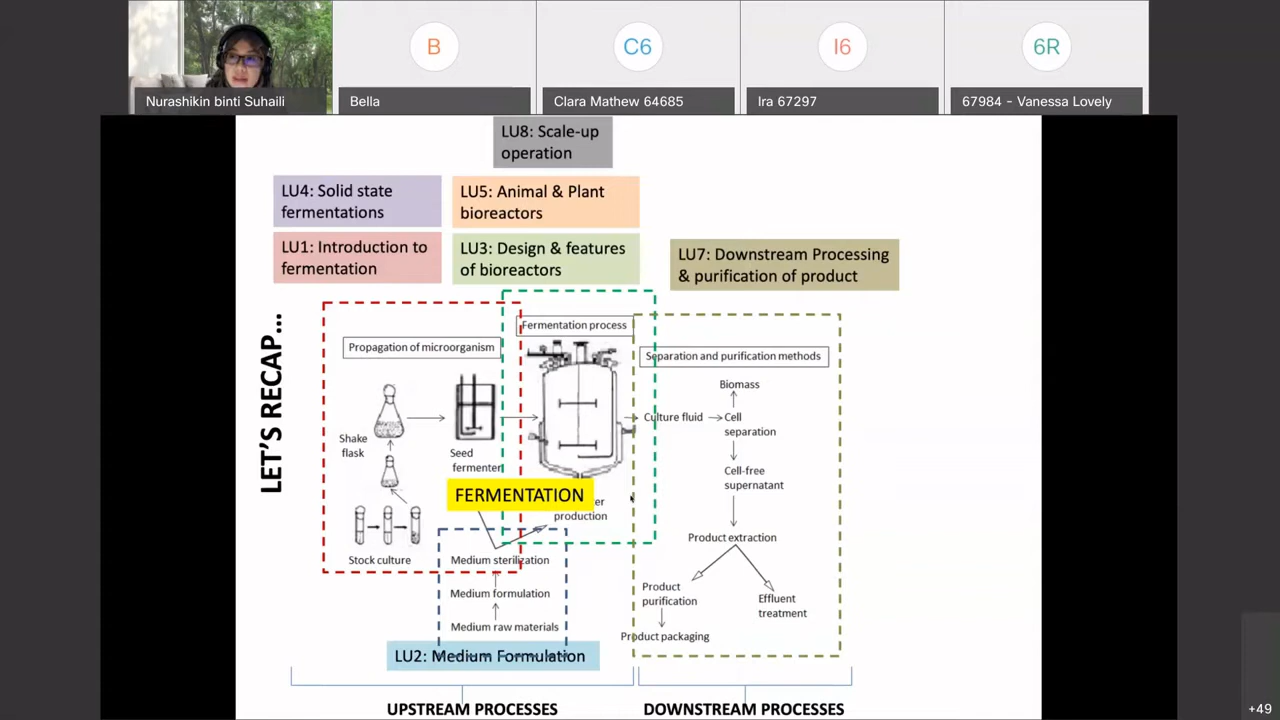 B
C6
I6
6R
Nurashikin binti Suhaili
Bella
Clara Mathew 64685
Ira 67297
67984 - Vanessa Lovely
LU8: Scale-up
operation
LU4: Solid state
fermentations
LU5: Animal & Plant
bioreactors
LU1: Introduction to
fermentation
LU3: Design & features
of bioreactors
LU7: Downstream Processing
& purification of product
LET'S RECAP...
Propagation of microorganism
Fermentation process
Separation and purification methods
Shake
flask
Seed
fermenter
Stock culture
FERMENTATION
production
Medium sterilization
Medium formulation
Medium raw materials
LU2: Medium Formulation
Biomass
Culture fluid
Cell
separation
Cell-free
supernatant
Product extraction
Product
purification
Effluent
treatment
Product packaging
UPSTREAM PROCESSES
DOWNSTREAM PROCESSES
+49